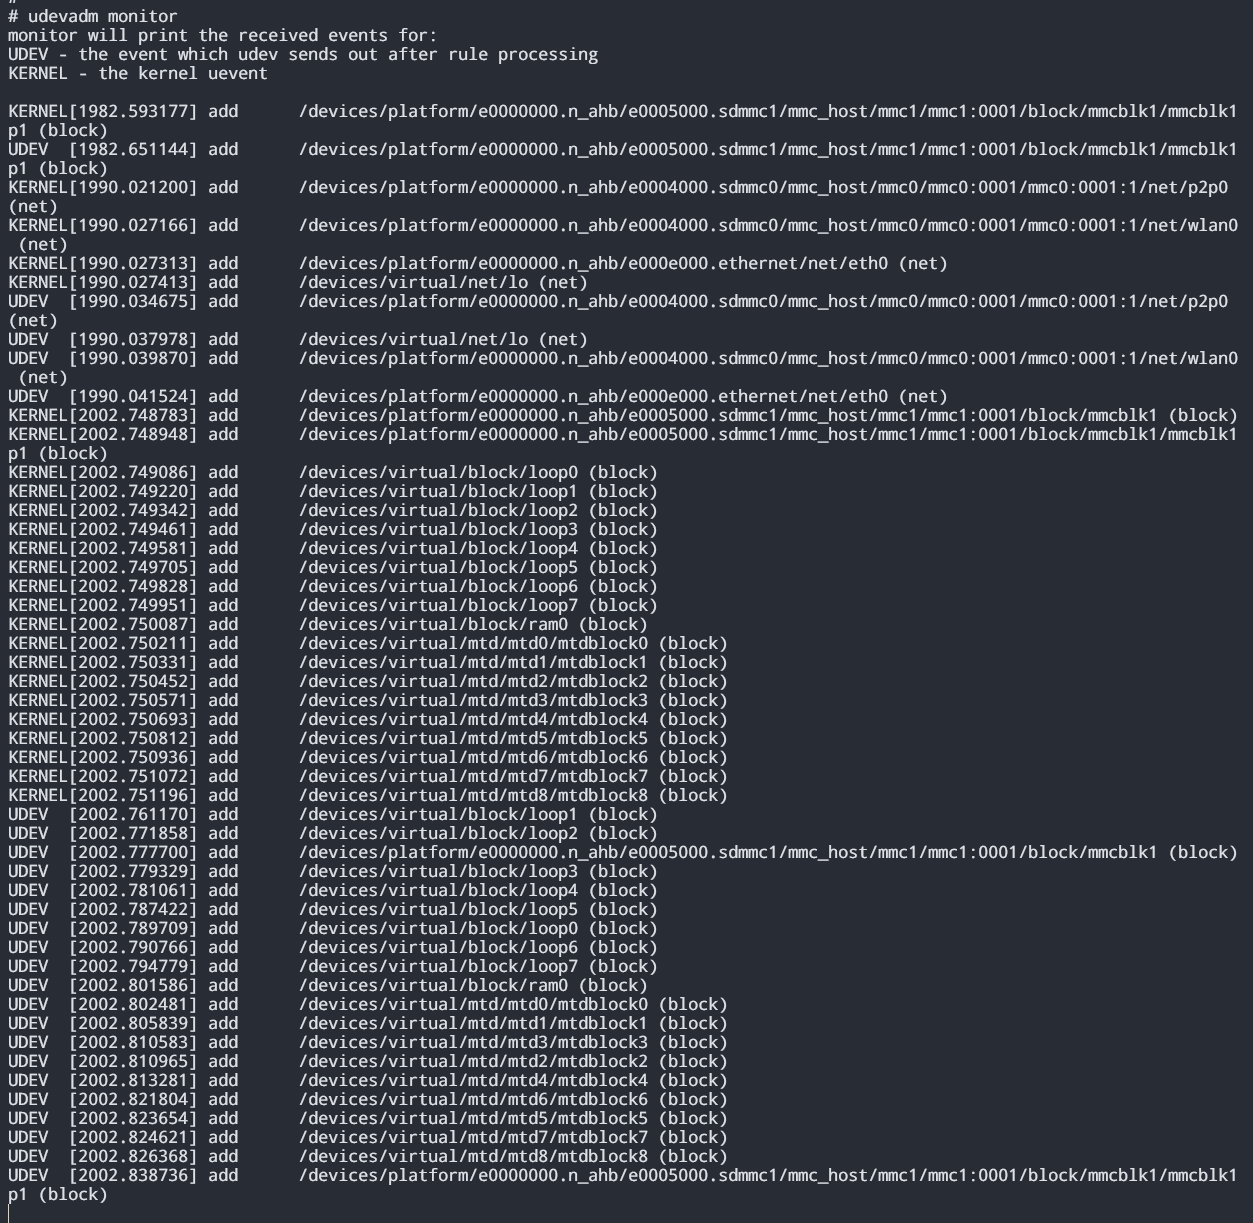 #
# udevadm monitor
monitor will print the received events for:
UDEV - the event which udev sends out after rule processing
KERNEL - the kernel uevent

KERNEL[1982.593177] add      /devices/platform/e0000000.n_ahb/e0005000.sdmmc1/mmc_host/mmc1/mmc1:0001/block/mmcblk1/mmcblk1
p1 (block)
UDEV  [1982.651144] add      /devices/platform/e0000000.n_ahb/e0005000.sdmmc1/mmc_host/mmc1/mmc1:0001/block/mmcblk1/mmcblk1
p1 (block)
KERNEL[1990.021200] add      /devices/platform/e0000000.n_ahb/e0004000.sdmmc0/mmc_host/mmc0/mmc0:0001/mmc0:0001:1/net/p2p0
(net)
KERNEL[1990.027166] add      /devices/platform/e0000000.n_ahb/e0004000.sdmmc0/mmc_host/mmc0/mmc0:0001/mmc0:0001:1/net/wlan0
 (net)
KERNEL[1990.027313] add      /devices/platform/e0000000.n_ahb/e000e000.ethernet/net/eth0 (net)
KERNEL[1990.027413] add      /devices/virtual/net/lo (net)
UDEV  [1990.034675] add      /devices/platform/e0000000.n_ahb/e0004000.sdmmc0/mmc_host/mmc0/mmc0:0001/mmc0:0001:1/net/p2p0
(net)
UDEV  [1990.037978] add      /devices/virtual/net/lo (net)
UDEV  [1990.039870] add      /devices/platform/e0000000.n_ahb/e0004000.sdmmc0/mmc_host/mmc0/mmc0:0001/mmc0:0001:1/net/wlan0
 (net)
UDEV  [1990.041524] add      /devices/platform/e0000000.n_ahb/e000e000.ethernet/net/eth0 (net)
KERNEL[2002.748783] add      /devices/platform/e0000000.n_ahb/e0005000.sdmmc1/mmc_host/mmc1/mmc1:0001/block/mmcblk1 (block)
KERNEL[2002.748948] add      /devices/platform/e0000000.n_ahb/e0005000.sdmmc1/mmc_host/mmc1/mmc1:0001/block/mmcblk1/mmcblk1
p1 (block)
KERNEL[2002.749086] add      /devices/virtual/block/loop0 (block)
KERNEL[2002.749220] add      /devices/virtual/block/loop1 (block)
KERNEL[2002.749342] add      /devices/virtual/block/loop2 (block)
KERNEL[2002.749461] add      /devices/virtual/block/loop3 (block)
KERNEL[2002.749581] add      /devices/virtual/block/loop4 (block)
KERNEL[2002.749705] add      /devices/virtual/block/loop5 (block)
KERNEL[2002.749828] add      /devices/virtual/block/loop6 (block)
KERNEL[2002.749951] add      /devices/virtual/block/loop7 (block)
KERNEL[2002.750087] add      /devices/virtual/block/ram0 (block)
KERNEL[2002.750211] add      /devices/virtual/mtd/mtd0/mtdblock0 (block)
KERNEL[2002.750331] add      /devices/virtual/mtd/mtd1/mtdblock1 (block)
KERNEL[2002.750452] add      /devices/virtual/mtd/mtd2/mtdblock2 (block)
KERNEL[2002.750571] add      /devices/virtual/mtd/mtd3/mtdblock3 (block)
KERNEL[2002.750693] add      /devices/virtual/mtd/mtd4/mtdblock4 (block)
KERNEL[2002.750812] add      /devices/virtual/mtd/mtd5/mtdblock5 (block)
KERNEL[2002.750936] add      /devices/virtual/mtd/mtd6/mtdblock6 (block)
KERNEL[2002.751072] add      /devices/virtual/mtd/mtd7/mtdblock7 (block)
KERNEL[2002.751196] add      /devices/virtual/mtd/mtd8/mtdblock8 (block)
UDEV  [2002.761170] add      /devices/virtual/block/loop1 (block)
UDEV  [2002.771858] add      /devices/virtual/block/loop2 (block)
UDEV  [2002.777700] add      /devices/platform/e0000000.n_ahb/e0005000.sdmmc1/mmc_host/mmc1/mmc1:0001/block/mmcblk1 (block)
UDEV  [2002.779329] add      /devices/virtual/block/loop3 (block)
UDEV  [2002.781061] add      /devices/virtual/block/loop4 (block)
UDEV  [2002.787422] add      /devices/virtual/block/loop5 (block)
UDEV  [2002.789709] add      /devices/virtual/block/loop0 (block)
UDEV  [2002.790766] add      /devices/virtual/block/loop6 (block)
UDEV  [2002.794779] add      /devices/virtual/block/loop7 (block)
UDEV  [2002.801586] add      /devices/virtual/block/ram0 (block)
UDEV  [2002.802481] add      /devices/virtual/mtd/mtd0/mtdblock0 (block)
UDEV  [2002.805839] add      /devices/virtual/mtd/mtd1/mtdblock1 (block)
UDEV  [2002.810583] add      /devices/virtual/mtd/mtd3/mtdblock3 (block)
UDEV  [2002.810965] add      /devices/virtual/mtd/mtd2/mtdblock2 (block)
UDEV  [2002.813281] add      /devices/virtual/mtd/mtd4/mtdblock4 (block)
UDEV  [2002.821804] add      /devices/virtual/mtd/mtd6/mtdblock6 (block)
UDEV  [2002.823654] add      /devices/virtual/mtd/mtd5/mtdblock5 (block)
UDEV  [2002.824621] add      /devices/virtual/mtd/mtd7/mtdblock7 (block)
UDEV  [2002.826368] add      /devices/virtual/mtd/mtd8/mtdblock8 (block)
UDEV  [2002.838736] add      /devices/platform/e0000000.n_ahb/e0005000.sdmmc1/mmc_host/mmc1/mmc1:0001/block/mmcblk1/mmcblk1
p1 (block)